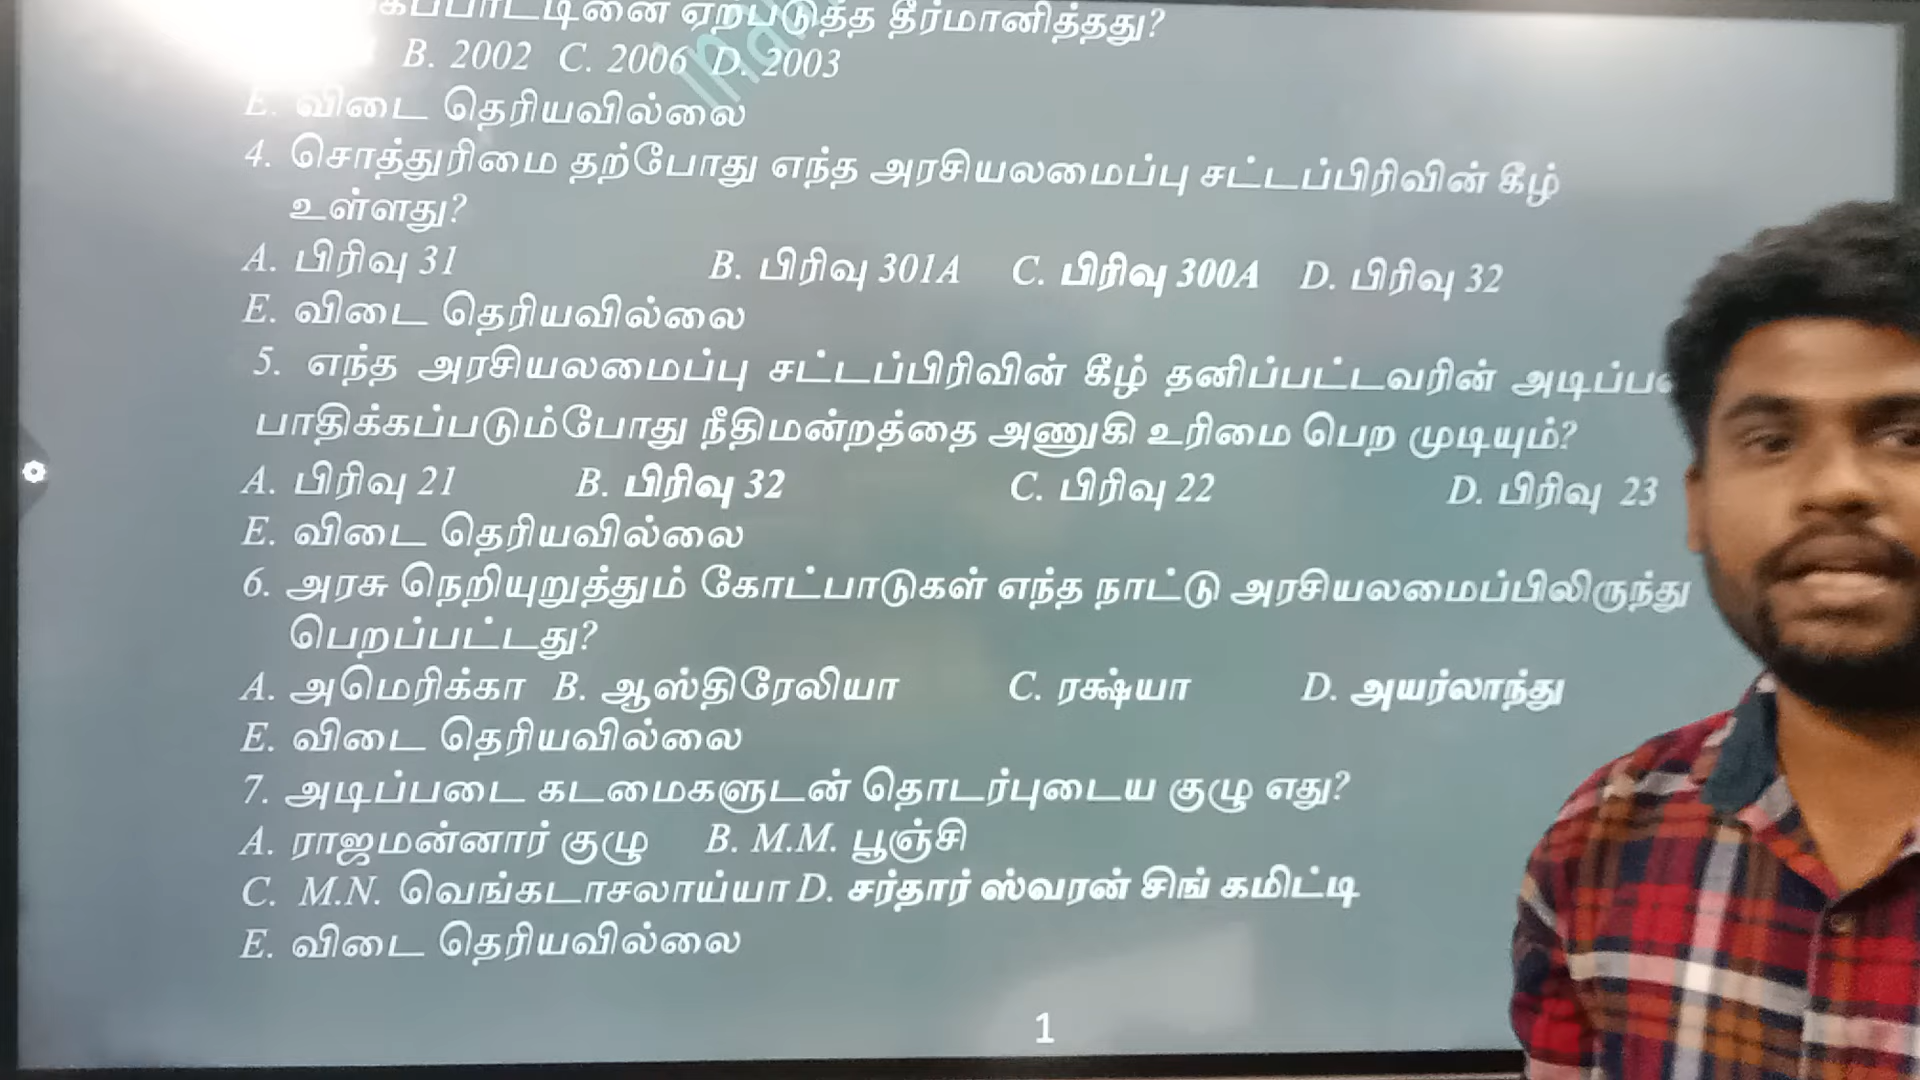 ஏற்படுத்த தீர்மானித்தது?
B. 2002 C. 2006 D. 2003
E. விடை தெரியவில்லை
4. சொத்துரிமை தற்போது எந்த அரசியலமைப்பு சட்டப்பிரிவின் கீழ்
உள்ளது?
A. பிரிவு 31 B. பிரிவு 301A C. பிரிவு 300A D. பிரிவு 32
E. விடை தெரியவில்லை
5. எந்த அரசியலமைப்பு சட்டப்பிரிவின் கீழ் தனிப்பட்டவரின்
பாதிக்கப்படும்போது நீதிமன்றத்தை அணுகி உரிமை பெற முடியும்?
A. பிரிவு 21 B. பிரிவு 32 C. பிரிவு 22 D. பிரிவு 23
E. விடை தெரியவில்லை
6. அரசு நெறியுறுத்தும் கோட்பாடுகள் எந்த நாட்டு அரசியலமைப்பிலிருந்து
பெறப்பட்டது?
A. அமெரிக்கா B. ஆஸ்திரேலியா C. ரக்ஷ்யா D. அயர்லாந்து
E. விடை தெரியவில்லை
7. அடிப்படை கடமைகளுடன் தொடர்புடைய குழு எது?
A. ராஜமன்னார் குழு B. M.M. பூஞ்சி
C. M.N. வெங்கடாசலாய்யா D. சர்தார் ஸ்வரன் சிங் கமிட்டி
E. விடை தெரியவில்லை
1